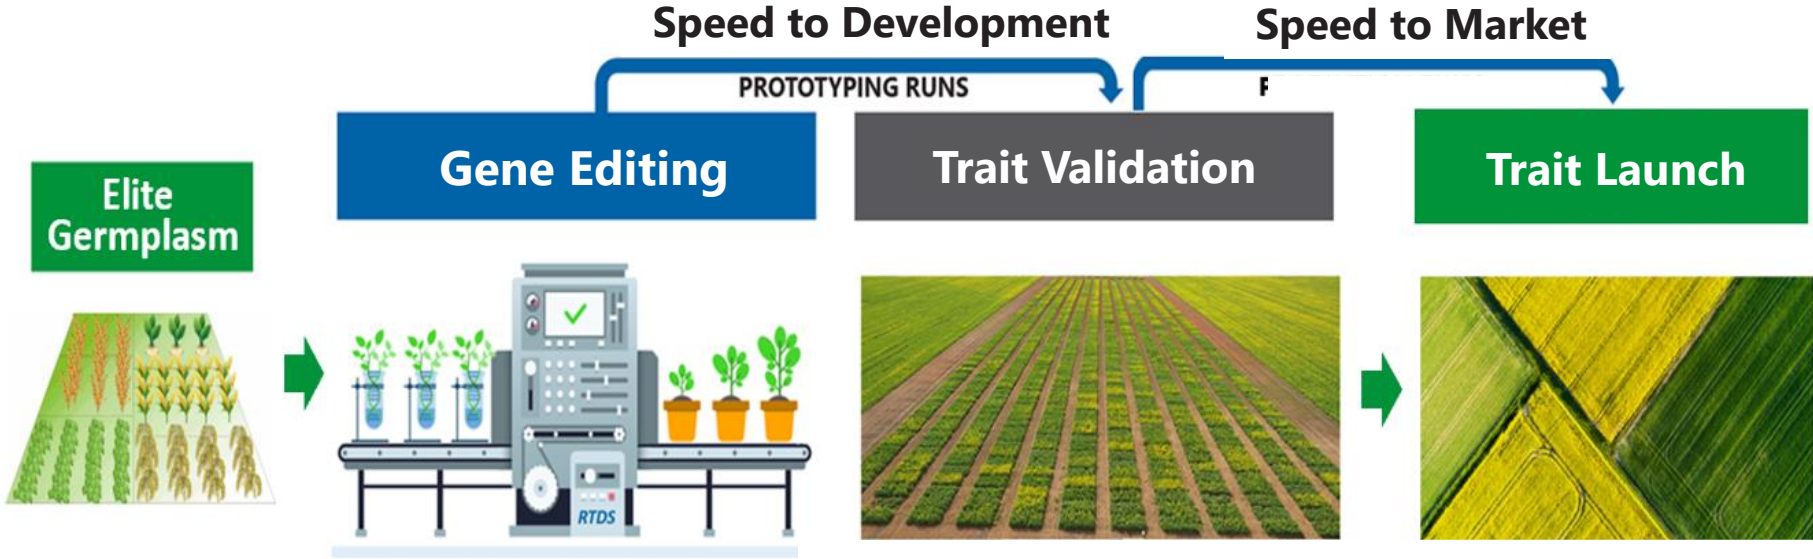 Speed to Development
Speed to Market
PROTOTYPING RUNS
Gene Editing
Trait Validation
Trait Launch
Elite
Germplasm
RTDS